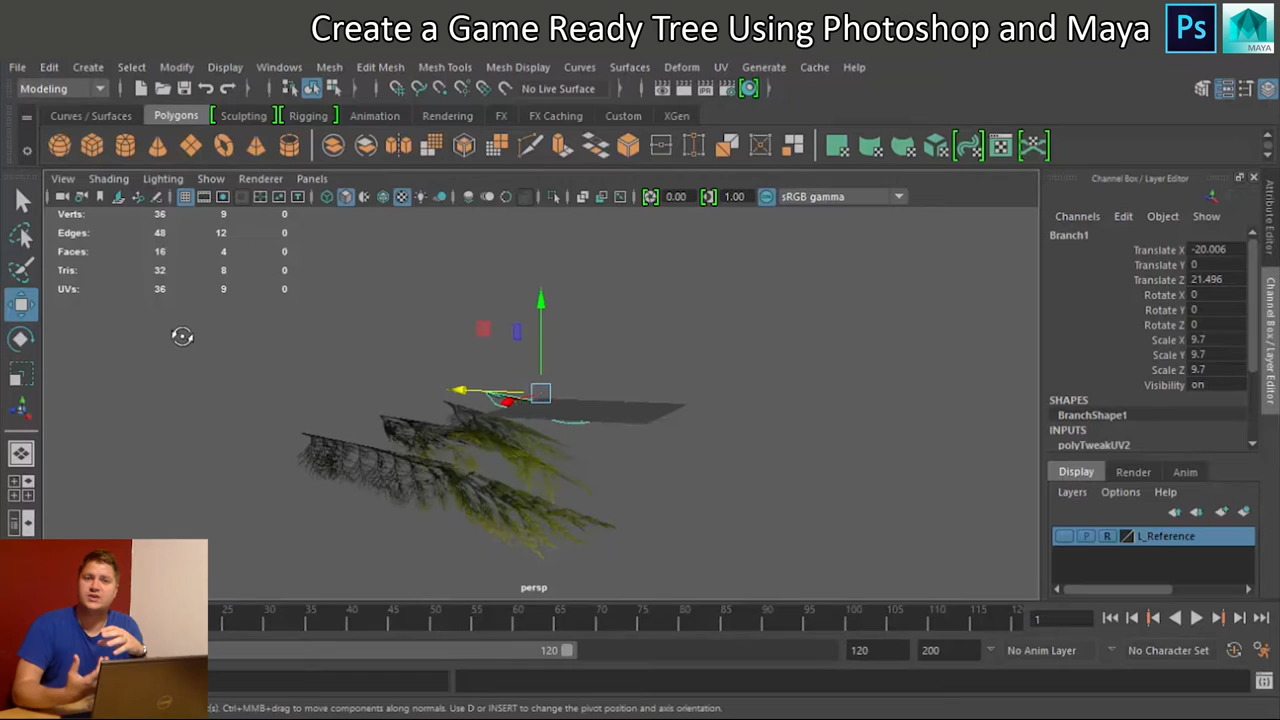 Create a Game Ready Tree Using Photoshop and Maya
Ps
MAYA
File Edit Create Select Modify Display Windows Mesh Edit Mesh Mesh Tools Mesh Display Curves Surfaces Deform UV Generate Cache Help
Modeling
No Live Surface
Curves / Surfaces Polygons Sculpting Rigging Animation Rendering FX FX Caching Custom XGen
View Shading Lighting Show Renderer Panels
0.00 1.00 sRGB gamma
Verts: 36 9 0
Edges: 48 12 0
Faces: 16 4 0
Tris: 32 8 0
UVs: 36 9 0
persp
Channel Box / Layer Editor
Channels Edit Object Show
Branch1
Translate X -20.006
Translate Y 0
Translate Z 21.496
Rotate X 0
Rotate Y 0
Rotate Z 0
Scale X 9.7
Scale Y 9.7
Scale Z 9.7
Visibility on
SHAPES
BranchShape1
INPUTS
polyTweakUV2
Display Render Anim
Layers Options Help
P R L_Reference
Attribute Editor
Channel Box / Layer Editor
25 30 35 40 45 50 55 60 65 70 75 80 85 90 95 100 105 110 115 12
1
120 120 200 No Anim Layer No Character Set
(s). Ctrl+MMB+drag to move components along normals. Use D or INSERT to change the pivot position and axis orientation.